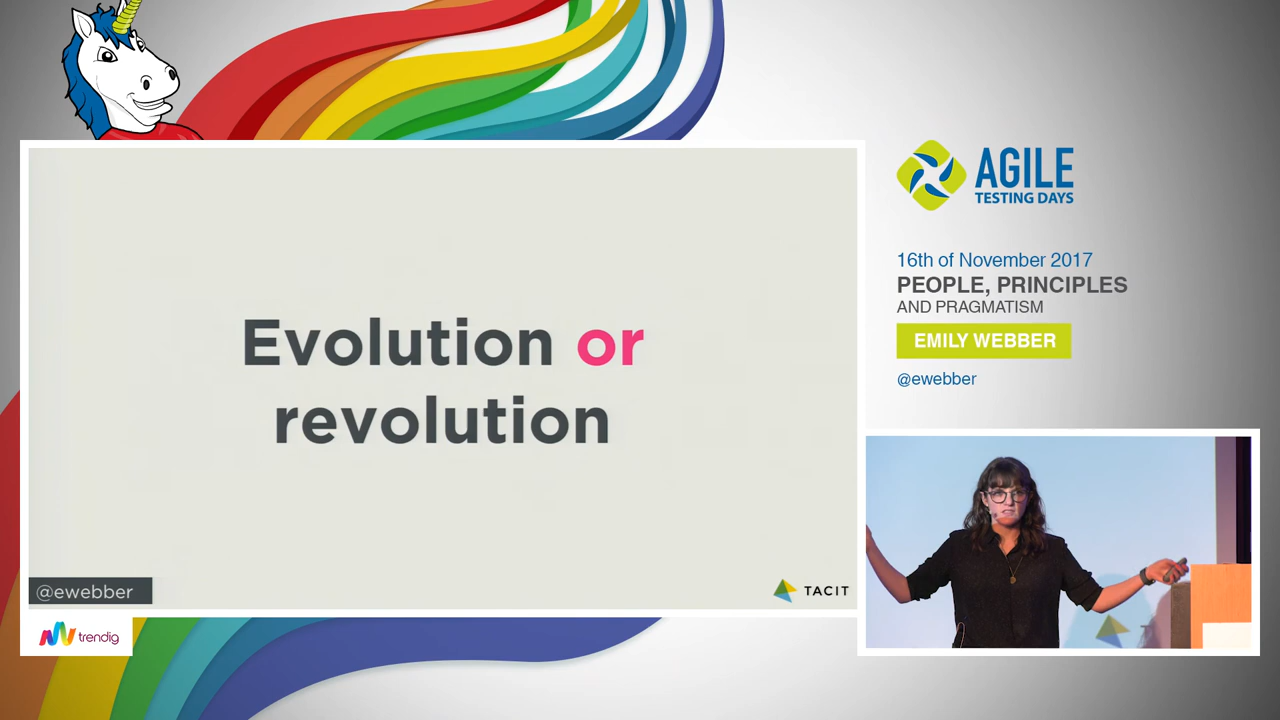 Evolution or
revolution
@ewebber
TACIT
trendig
AGILE
TESTING DAYS
16th of November 2017
PEOPLE, PRINCIPLES
AND PRAGMATISM
EMILY WEBBER
@ewebber